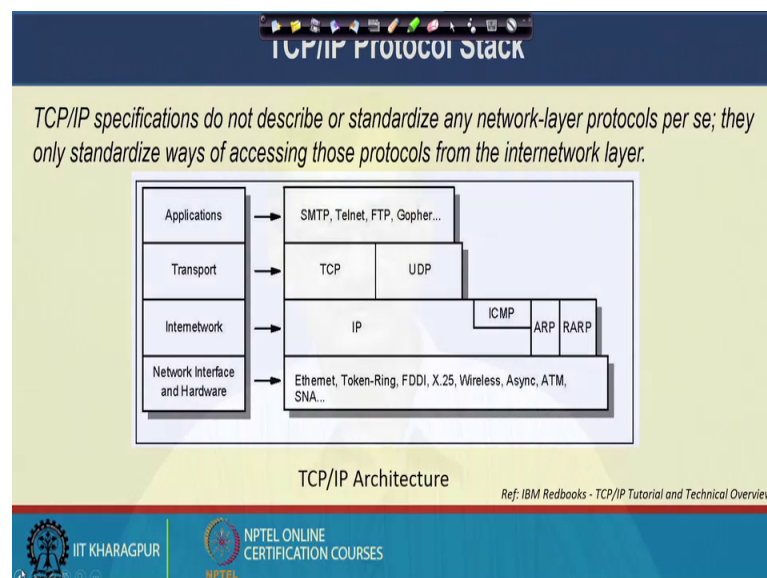 TCP/IP Protocol Stack
TCP/IP specifications do not describe or standardize any network-layer protocols per se; they
only standardize ways of accessing those protocols from the internetwork layer.
Applications
SMTP, Telnet, FTP, Gopher...
Transport
TCP
UDP
Internetwork
IP
ICMP
ARP
RARP
Network Interface
and Hardware
Ethernet, Token-Ring, FDDI, X.25, Wireless, Async, ATM,
SNA...
TCP/IP Architecture
Ref: IBM Redbooks - TCP/IP Tutorial and Technical Overview
IIT KHARAGPUR
NPTEL
NPTEL ONLINE
CERTIFICATION COURSES